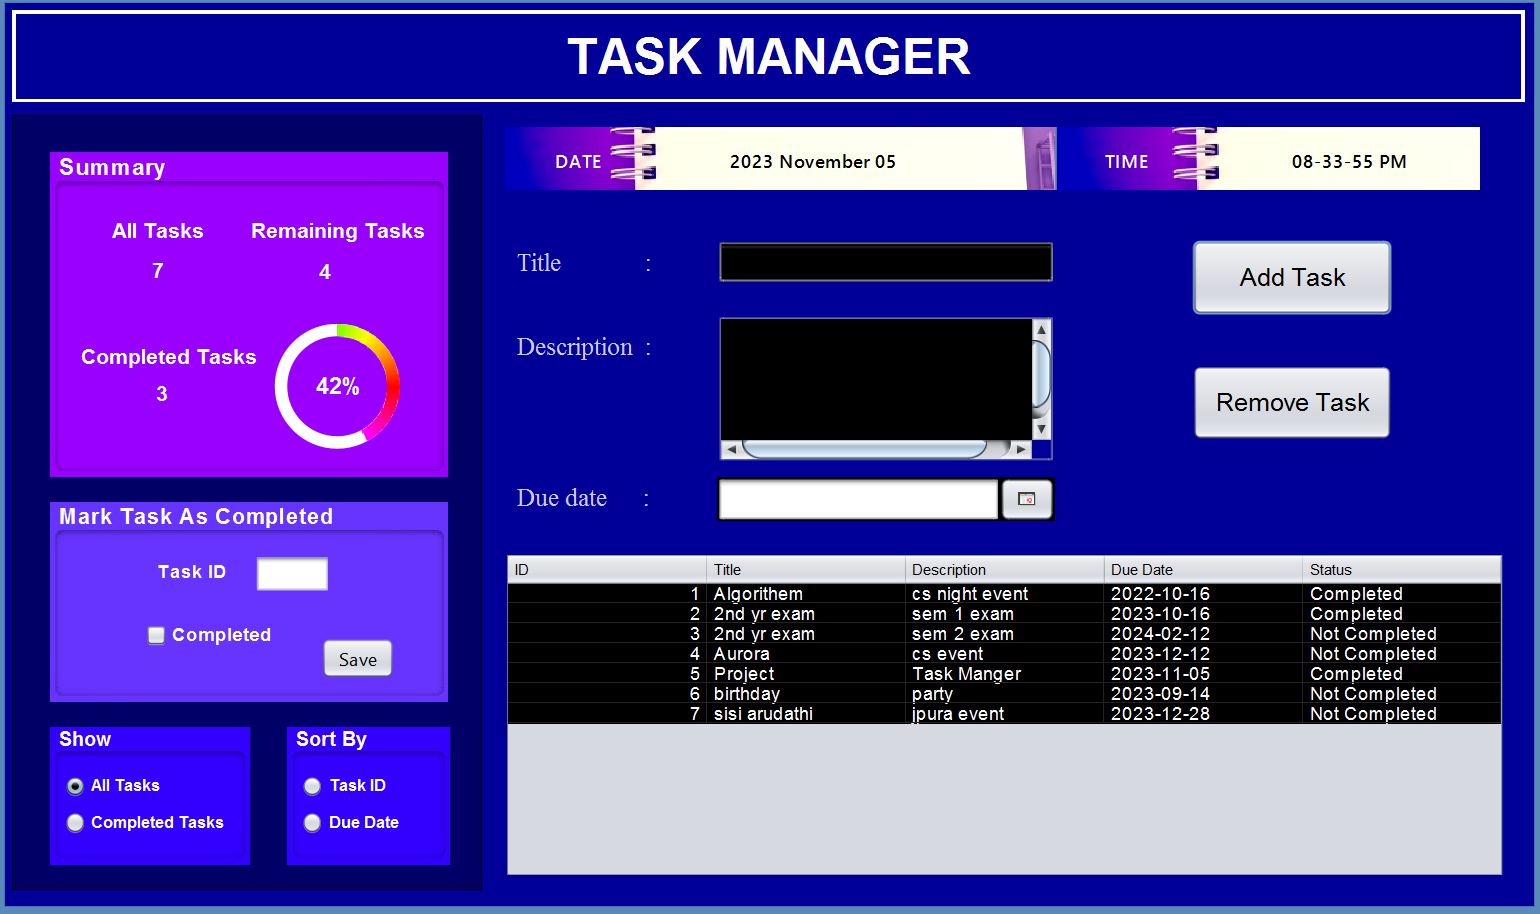 TASK MANAGER
DATE 2023 November 05 TIME 08-33-55 PM
Summary
All Tasks Remaining Tasks
7 4
Completed Tasks
3
42%
Mark Task As Completed
Task ID
Completed
Save
Show
All Tasks
Completed Tasks
Sort By
Task ID
Due Date
Title :
Description :
Due date :
Add Task
Remove Task
ID Title Description Due Date Status
1 Algorithem cs night event 2022-10-16 Completed
2 2nd yr exam sem 1 exam 2023-10-16 Completed
3 2nd yr exam sem 2 exam 2024-02-12 Not Completed
4 Aurora cs event 2023-12-12 Not Completed
5 Project Task Manger 2023-11-05 Completed
6 birthday party 2023-09-14 Not Completed
7 sisi arudathi jpura event 2023-12-28 Not Completed